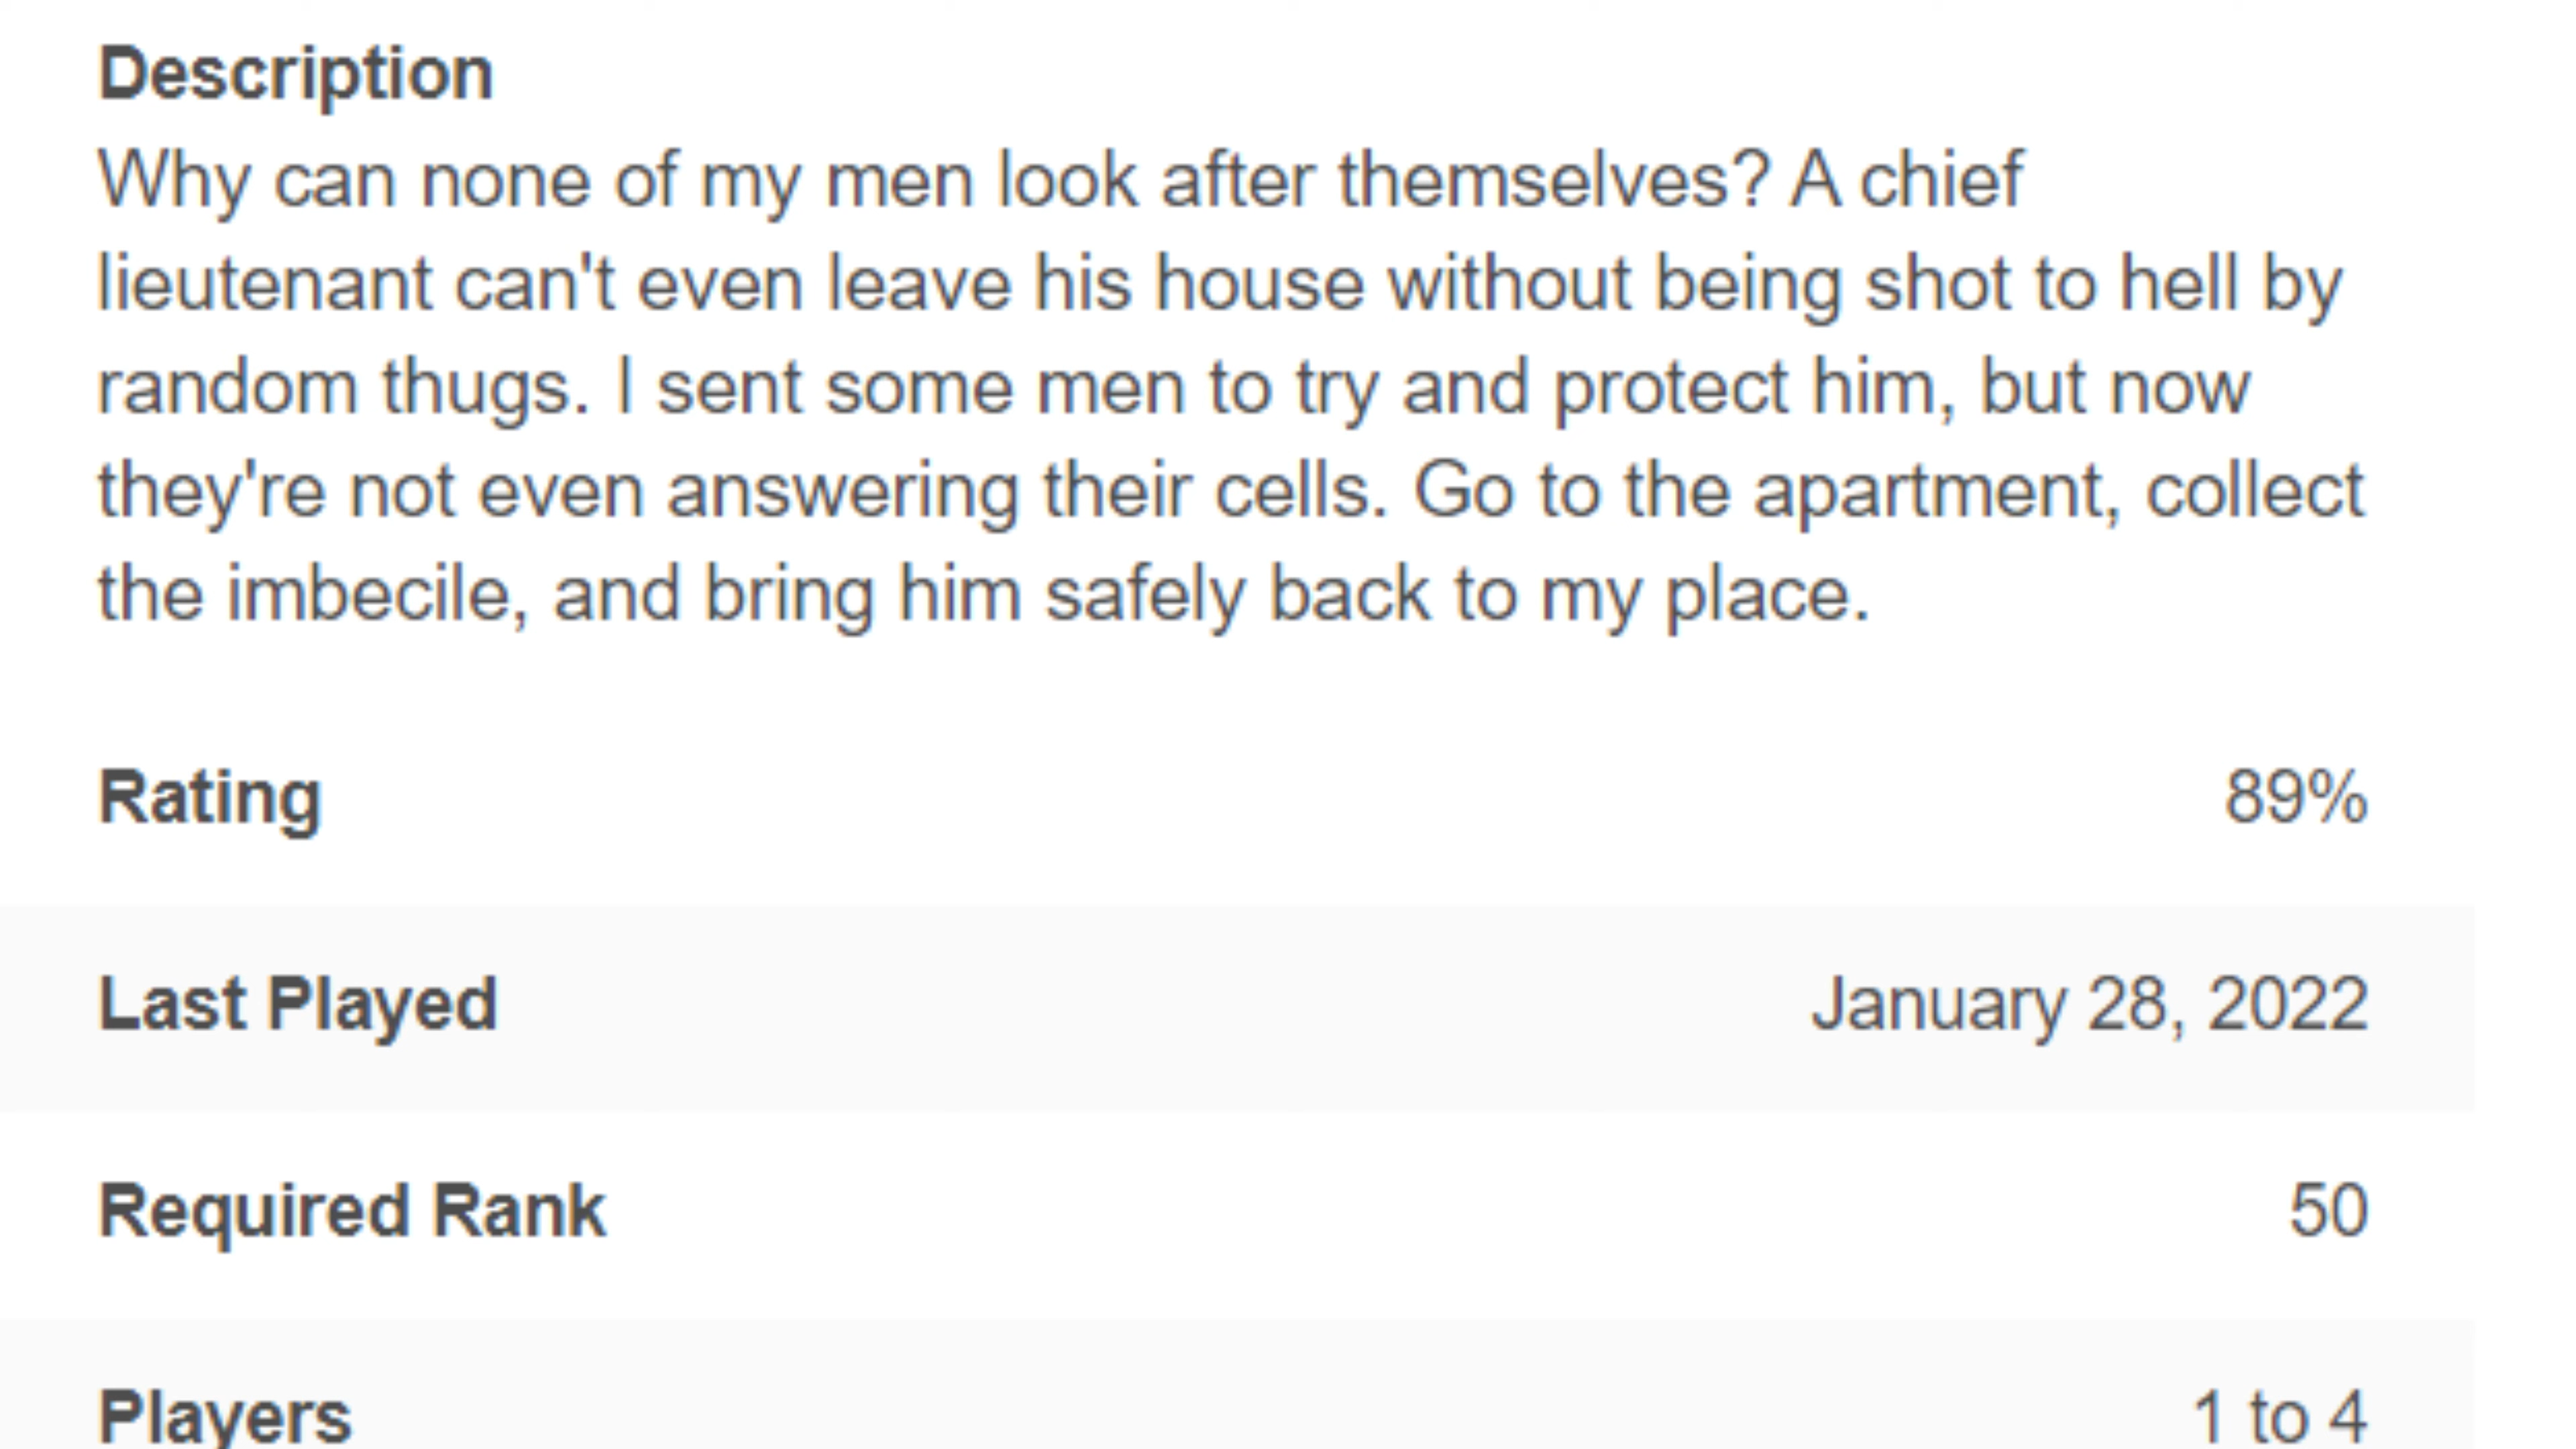 Description
Why can none of my men look after themselves? A chief
lieutenant can't even leave his house without being shot to hell by
random thugs. I sent some men to try and protect him, but now
they're not even answering their cells. Go to the apartment, collect
the imbecile, and bring him safely back to my place.
Rating 89%
Last Played January 28, 2022
Required Rank 50
Players 1 to 4